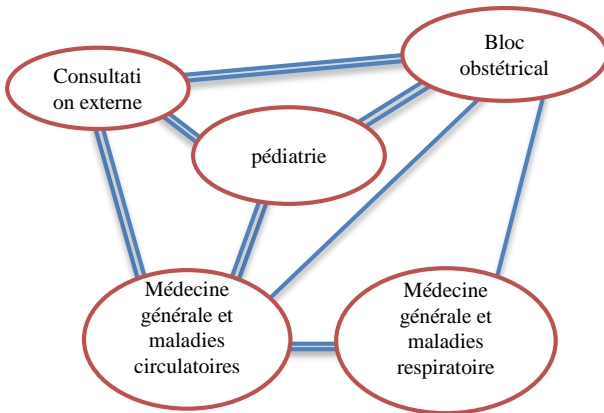 Bloc
obstétrical
Consultati
on externe
pédiatrie
Médecine
générale et
maladies
circulatoires
Médecine
générale et
maladies
respiratoire